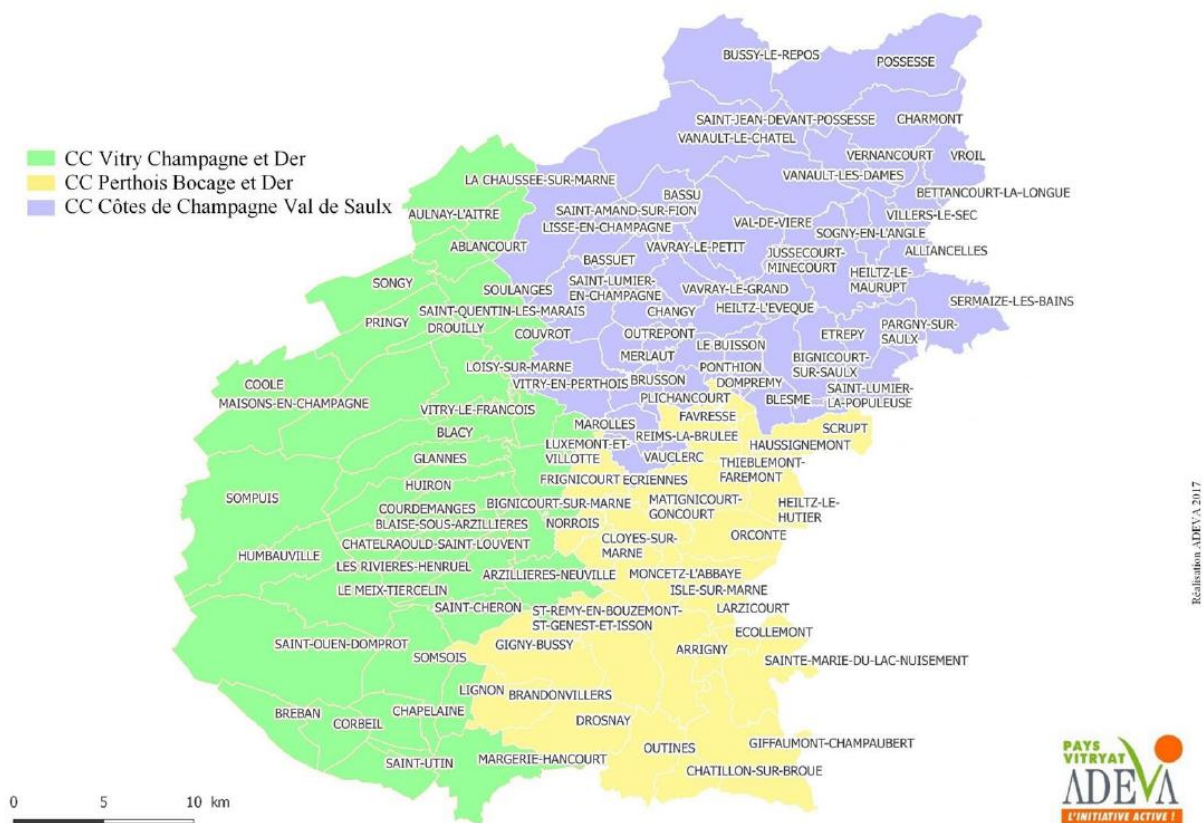 BUSSY-LE-REPOS
POSSESSE
SAINT-JEAN-DEVANT-POSSESSE
CHARMONT
VANAULT-LE-CHATEL
CC Vitry Champagne et Der
CC Perthois Bocage et Der
CC Côtes de Champagne Val de Saulx
VERNANCOURT
VROIL
LA CHAUSSEE-SUR-MARNE
VANAULT-LES-DAMES
BETTANCOURT-LA-LONGUE
BASSU
AULNAY-L'AITRE
SAINT-AMAND-SUR-FION
VILLERS-LE-SEC
LISSE-EN-CHAMPAGNE
VAL-DE-VIERE
SOGNY-EN-L'ANGLE
ABLANCOURT
VAVRAY-LE-PETIT
JUSSECOURT-
MINECOURT
ALLIANCELLES
BASSUET
HEILTZ-LE-
MAURUPT
SONGY
SOULANGES
SAINT-LUMIER-
EN-CHAMPAGNE
VAVRAY-LE-GRAND
SERMAIZE-LES-BAINS
SAINT-QUENTIN-LES-MARAIS
CHANGY
HEILTZ-L'EVEQUE
PRINGY
DROUILLY
COUVROT
OUTREPONT
ETREPY
PARGNY-SUR-
SAULX
LE BUISSON
MERLAUT
BIGNICOURT-
SUR-SAULX
LOISY-SUR-MARNE
PONTHION
COOLE
VITRY-EN-PERTHOIS
BRUSSON
DOMPREMY
SAINT-LUMIER-
LA-POPULEUSE
MAISONS-EN-CHAMPAGNE
PLICHANCOURT
BLESME
VITRY-LE-FRANCOIS
FAVRESSE
MAROLLES
SCRUPT
BLACY
REIMS-LA-BRULEE
HAUSSIGNEMONT
LUXEMONT-ET-
VILLOTTE
VAUCLERC
GLANNES
THIEBLEMONT-
FAREMONT
FRIGNICOURT
ECRIENNES
HUIRON
SOMPUIS
BIGNICOURT-SUR-MARNE
MATIGNICOURT-
GONCOURT
HEILTZ-LE-
HUTIER
COURDEMANGES
BLAISE-SOUS-ARZILLIERES
NORROIS
ORCONTE
CLOYES-SUR-
MARNE
CHATELRAOULD-SAINT-LOUVENT
HUMBAUVILLE
LES RIVIERES-HENRUEL
ARZILLIERES-NEUVILLE
MONCETZ-L'ABBAYE
LE MEIX-TIERCELIN
ISLE-SUR-MARNE
SAINT-CHERON
ST-REMY-EN-BOUZEMONT-
ST-GENEST-ET-ISSON
LARZICOURT
ECOLLEMONT
SAINT-OUEN-DOMPROT
GIGNY-BUSSY
ARRIGNY
SOMSOIS
SAINTE-MARIE-DU-LAC-NUISEMENT
LIGNON
BRANDONVILLERS
BREBAN
CORBEIL
CHAPELAINE
DROSNAY
SAINT-UTIN
MARGERIE-HANCOURT
OUTINES
GIFFAUMONT-CHAMPAUBERT
CHATILLON-SUR-BROUE
0 5 10 km
Réalisation ADEVA 2017
PAYS
VITRYAT
ADEVA
L'INITIATIVE ACTIVE !